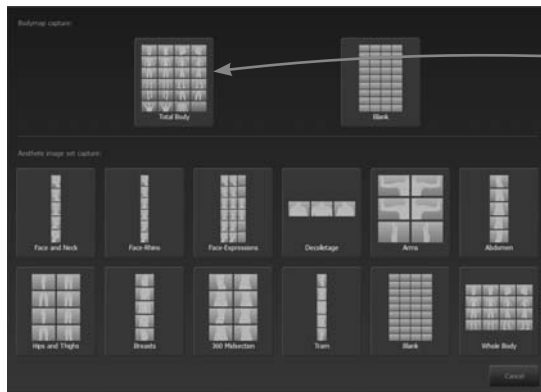 Bodymap capture:
Total Body
Blank
Aesthetic image set capture:
Face and Neck
Face-Rhino
Face-Expressions
Decolletage
Arms
Abdomen
Hips and Thighs
Breasts
360 Midsection
Tram
Blank
Whole Body
Cancel